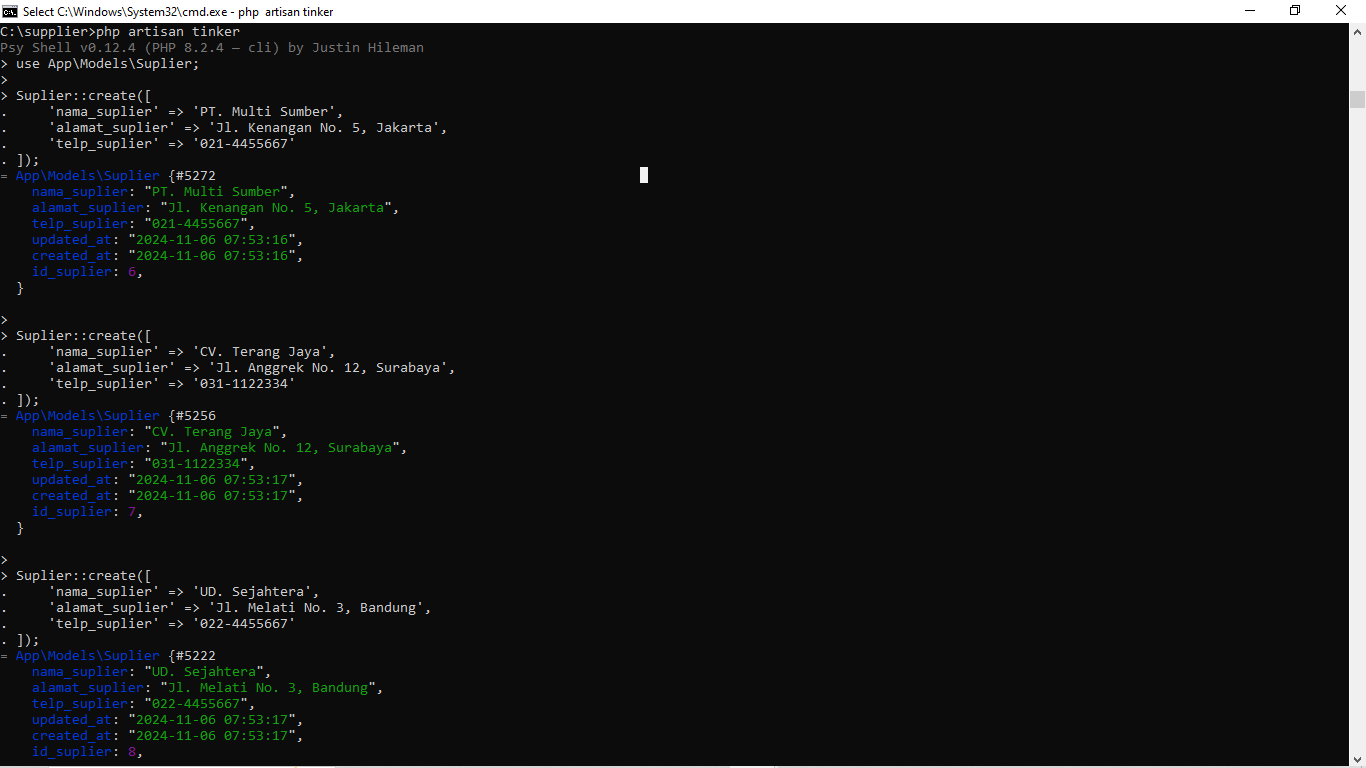 Select C:\Windows\System32\cmd.exe - php  artisan tinker
C:\supplier>php artisan tinker
Psy Shell v0.12.4 (PHP 8.2.4 — cli) by Justin Hileman
> use App\Models\Suplier;
>
> Suplier::create([
.     'nama_suplier' => 'PT. Multi Sumber',
.     'alamat_suplier' => 'Jl. Kenangan No. 5, Jakarta',
.     'telp_suplier' => '021-4455667'
. ]);
= App\Models\Suplier {#5272
    nama_suplier: "PT. Multi Sumber",
    alamat_suplier: "Jl. Kenangan No. 5, Jakarta",
    telp_suplier: "021-4455667",
    updated_at: "2024-11-06 07:53:16",
    created_at: "2024-11-06 07:53:16",
    id_suplier: 6,
  }
>
> Suplier::create([
.     'nama_suplier' => 'CV. Terang Jaya',
.     'alamat_suplier' => 'Jl. Anggrek No. 12, Surabaya',
.     'telp_suplier' => '031-1122334'
. ]);
= App\Models\Suplier {#5256
    nama_suplier: "CV. Terang Jaya",
    alamat_suplier: "Jl. Anggrek No. 12, Surabaya",
    telp_suplier: "031-1122334",
    updated_at: "2024-11-06 07:53:17",
    created_at: "2024-11-06 07:53:17",
    id_suplier: 7,
  }
>
> Suplier::create([
.     'nama_suplier' => 'UD. Sejahtera',
.     'alamat_suplier' => 'Jl. Melati No. 3, Bandung',
.     'telp_suplier' => '022-4455667'
. ]);
= App\Models\Suplier {#5222
    nama_suplier: "UD. Sejahtera",
    alamat_suplier: "Jl. Melati No. 3, Bandung",
    telp_suplier: "022-4455667",
    updated_at: "2024-11-06 07:53:17",
    created_at: "2024-11-06 07:53:17",
    id_suplier: 8,